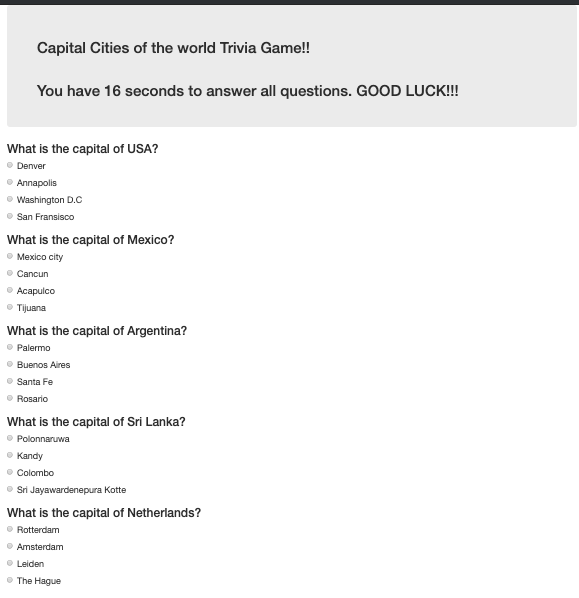 Capital Cities of the world Trivia Game!!
You have 16 seconds to answer all questions. GOOD LUCK!!!
What is the capital of USA?
Denver
Annapolis
Washington D.C
San Fransisco
What is the capital of Mexico?
Mexico city
Cancun
Acapulco
Tijuana
What is the capital of Argentina?
Palermo
Buenos Aires
Santa Fe
Rosario
What is the capital of Sri Lanka?
Polonnaruwa
Kandy
Colombo
Sri Jayawardenepura Kotte
What is the capital of Netherlands?
Rotterdam
Amsterdam
Leiden
The Hague